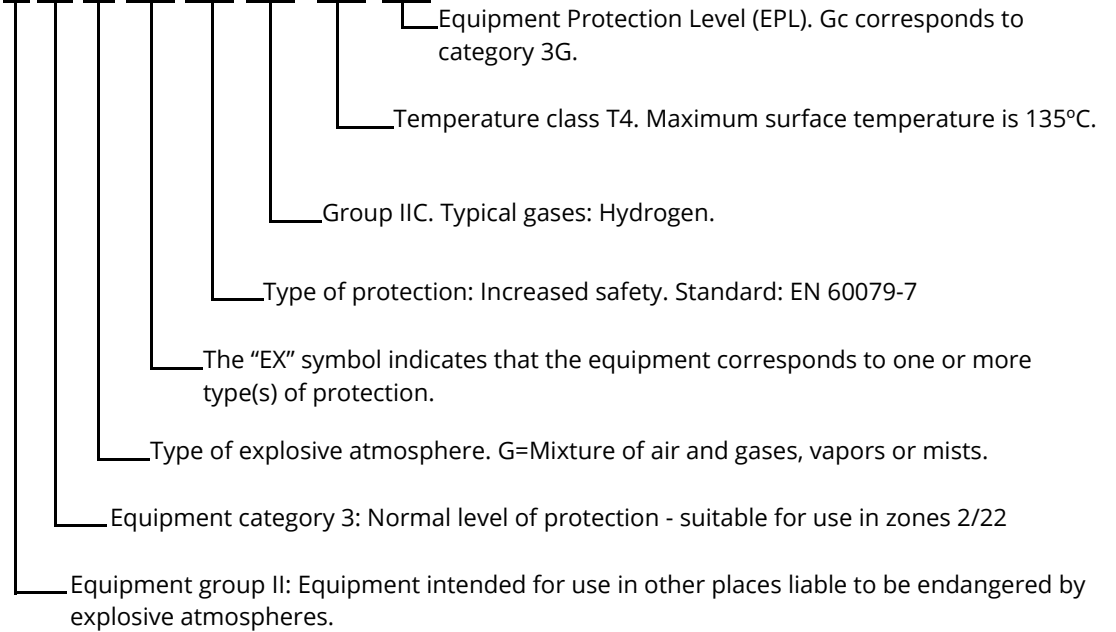 Equipment Protection Level (EPL). Gc corresponds to
category 3G.
Temperature class T4. Maximum surface temperature is 135ºC.
Group IIC. Typical gases: Hydrogen.
Type of protection: Increased safety. Standard: EN 60079-7
The “EX” symbol indicates that the equipment corresponds to one or more
type(s) of protection.
Type of explosive atmosphere. G=Mixture of air and gases, vapors or mists.
Equipment category 3: Normal level of protection - suitable for use in zones 2/22
Equipment group II: Equipment intended for use in other places liable to be endangered by
explosive atmospheres.